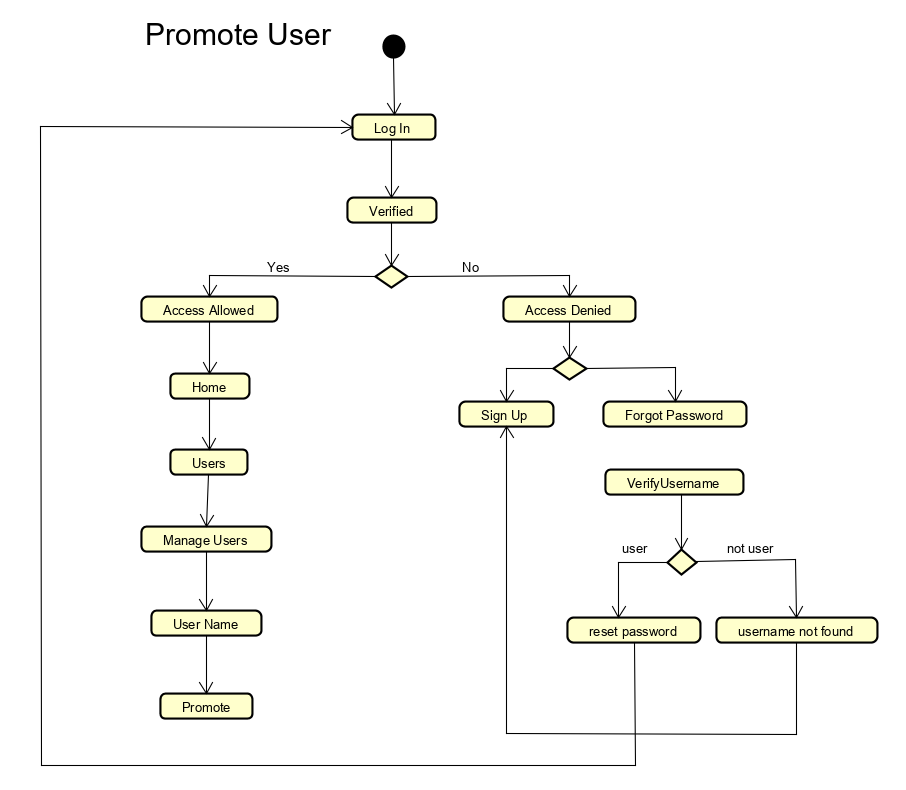 Promote User
Log In
Verified
Yes
No
Access Allowed
Access Denied
Home
Sign Up
Forgot Password
Users
VerifyUsername
Manage Users
user
not user
User Name
reset password
username not found
Promote